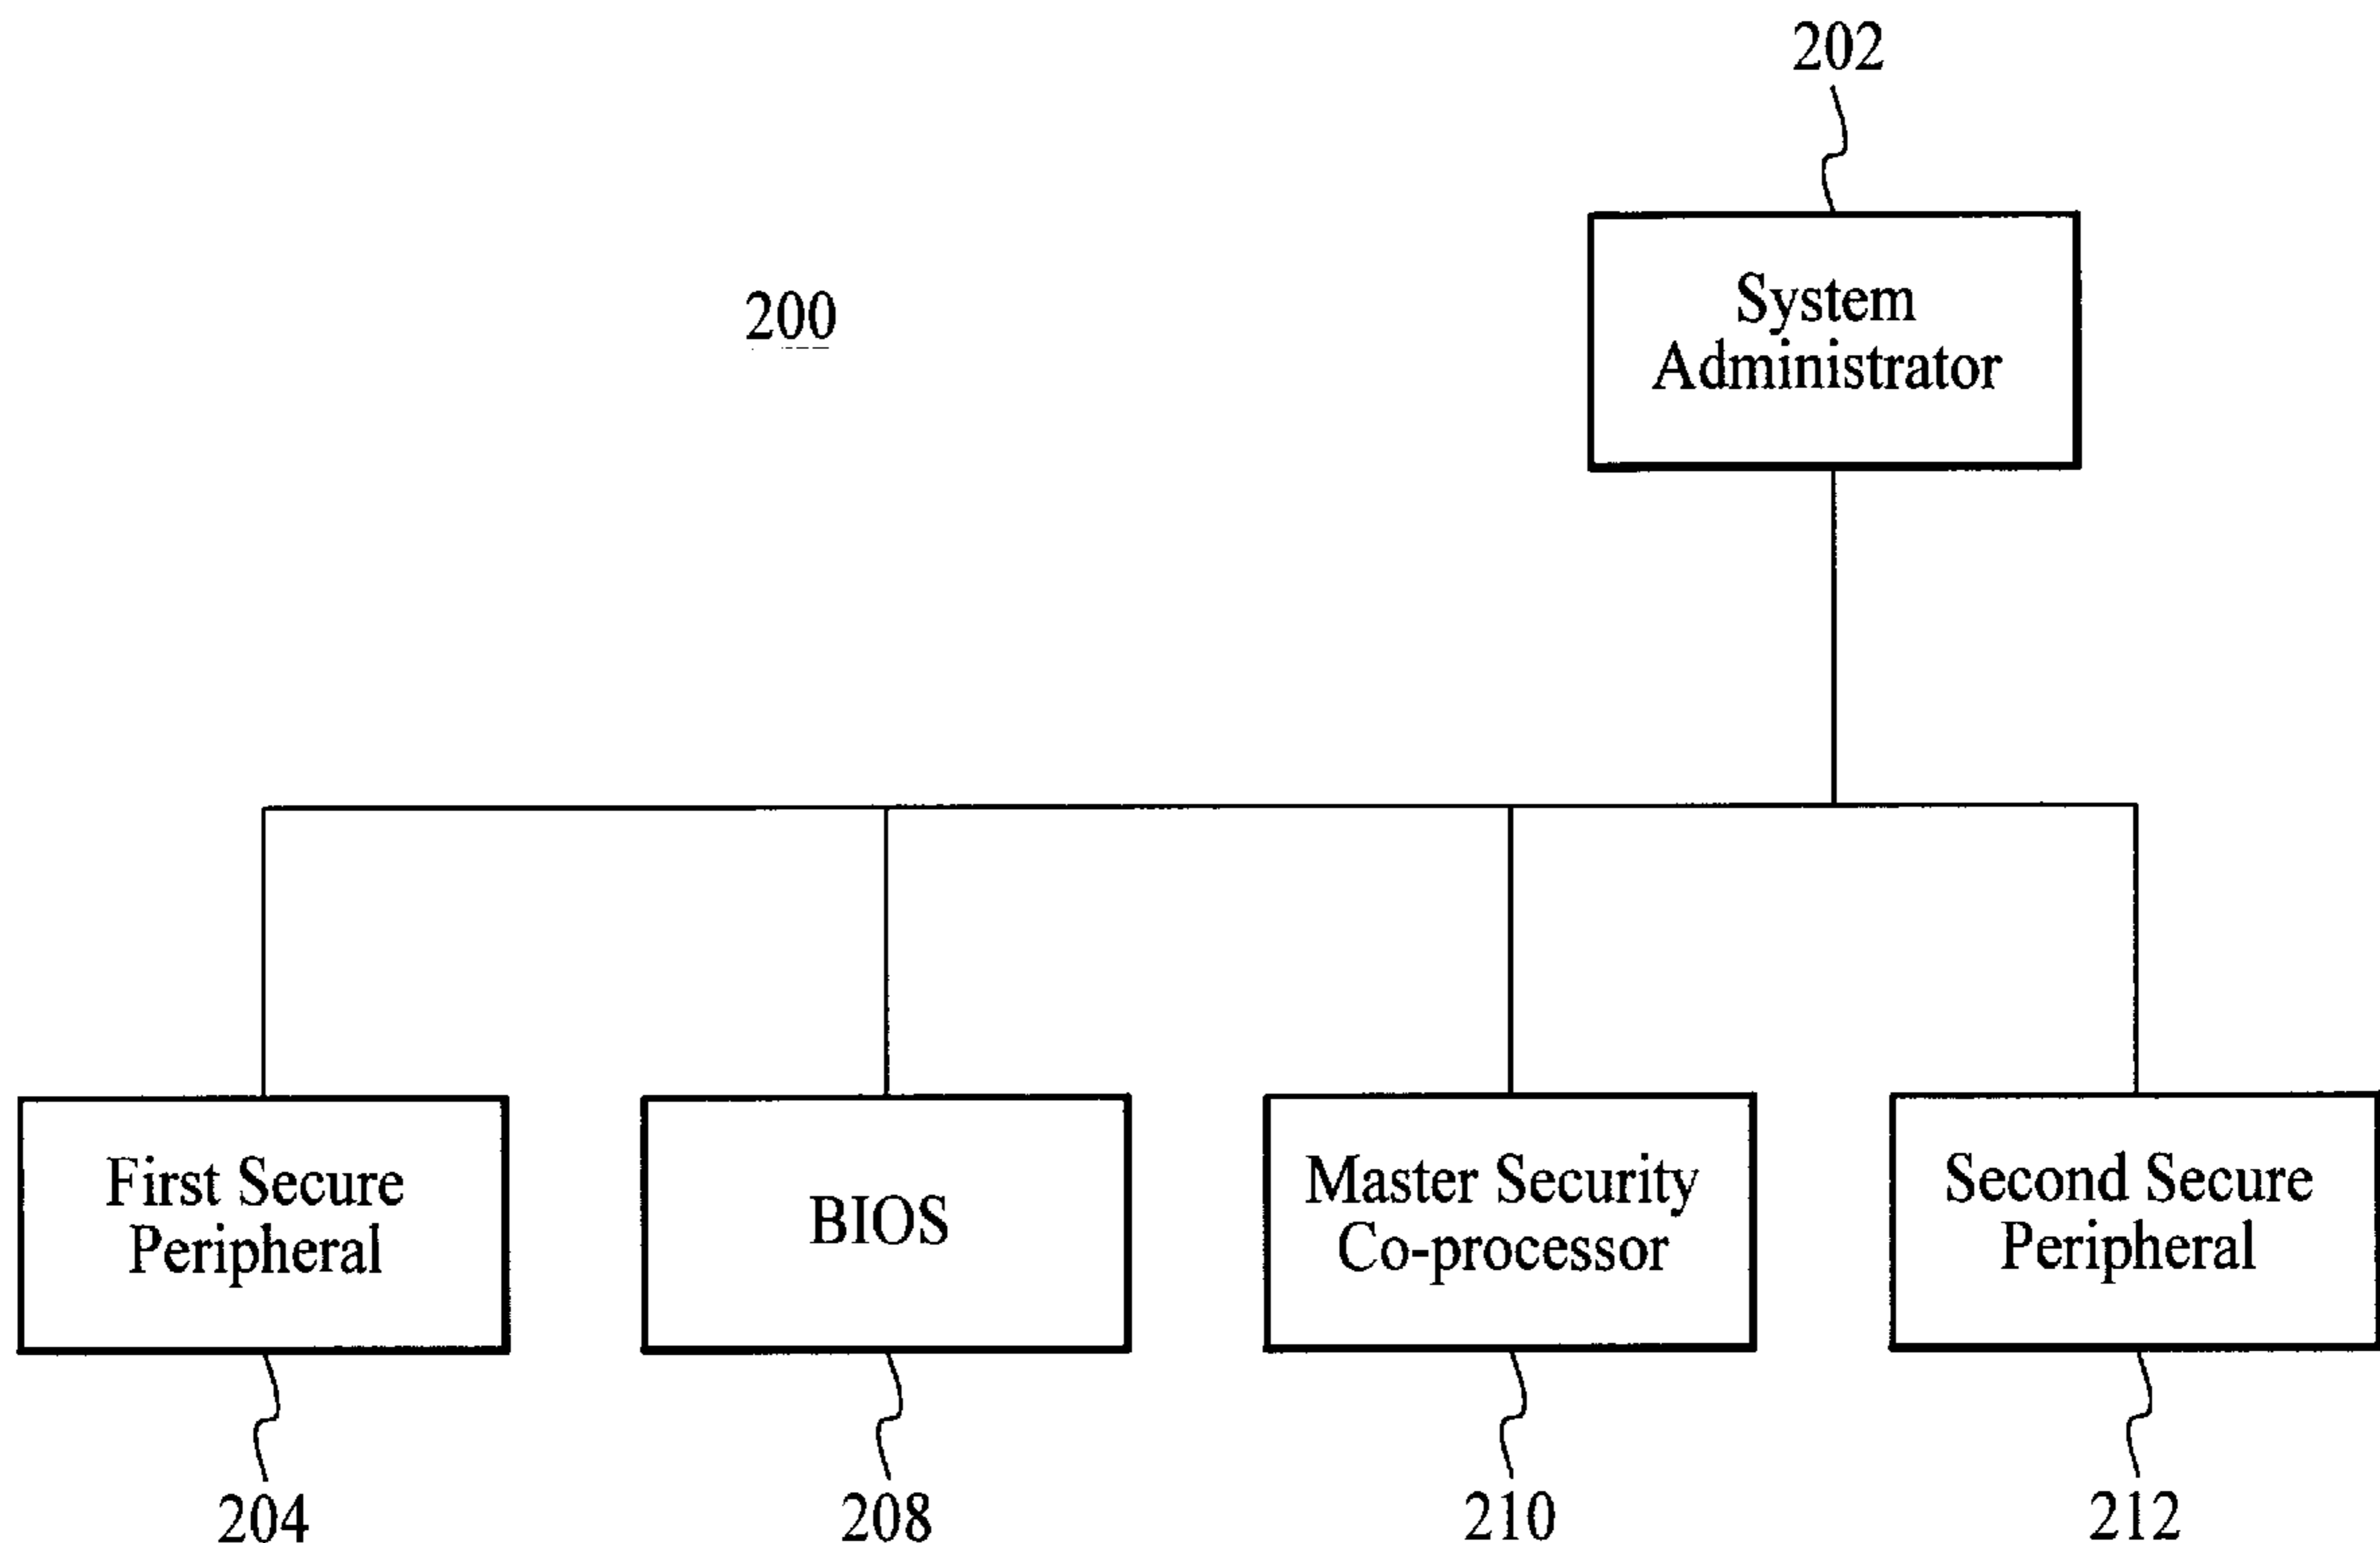 202
200
System
Administrator
First Secure
Peripheral
BIOS
Master Security
Co-processor
Second Secure
Peripheral
204
208
210
212